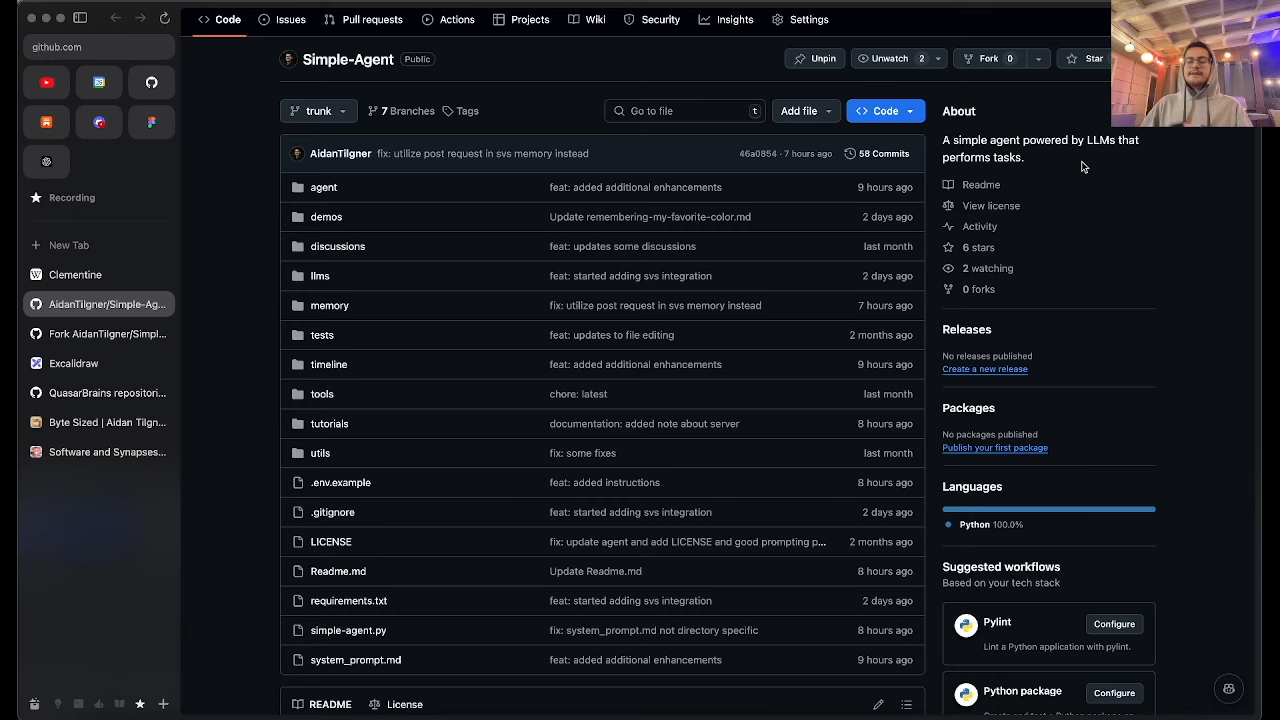 Code
Issues
Pull requests
Actions
Projects
Wiki
Security
Insights
Settings
github.com
Recording
New Tab
Clementine
AidanTilgner/Simple-Ag...
Fork AidanTilgner/Simpl...
Excalidraw
QuasarBrains repositori...
Byte Sized | Aidan Tilgn...
Software and Synapses...
Simple-Agent Public
Unpin
Unwatch 2
Fork 0
Star
trunk
7 Branches
Tags
Go to file t
Add file
Code
AidanTilgner fix: utilize post request in svs memory instead 46a0854 · 7 hours ago 58 Commits
agent feat: added additional enhancements 9 hours ago
demos Update remembering-my-favorite-color.md 2 days ago
discussions feat: updates some discussions last month
llms feat: started adding svs integration 2 days ago
memory fix: utilize post request in svs memory instead 7 hours ago
tests feat: updates to file editing 2 months ago
timeline feat: added additional enhancements 9 hours ago
tools chore: latest last month
tutorials documentation: added note about server 8 hours ago
utils fix: some fixes last month
.env.example feat: added instructions 9 hours ago
.gitignore feat: started adding svs integration 2 days ago
LICENSE fix: update agent and add LICENSE and good prompting p... 2 months ago
Readme.md Update Readme.md 8 hours ago
requirements.txt feat: started adding svs integration 2 days ago
simple-agent.py fix: system_prompt.md not directory specific 8 hours ago
system_prompt.md feat: added additional enhancements 9 hours ago
README
License
About
A simple agent powered by LLMs that
performs tasks.
Readme
View license
Activity
6 stars
2 watching
0 forks
Releases
No releases published
Create a new release
Packages
No packages published
Publish your first package
Languages
Python 100.0%
Suggested workflows
Based on your tech stack
Pylint
Configure
Lint a Python application with pylint.
Python package
Configure